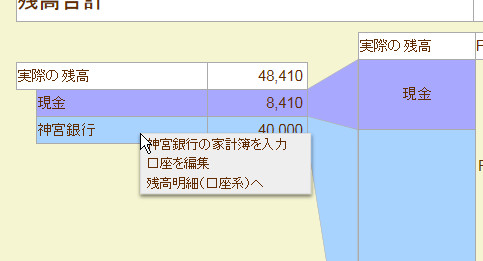 残高合計
実際の残高 48,410
現金 8,410
神宮銀行 40,000
神宮銀行の家計簿を入力
口座を編集
残高明細(口座系)へ
実際の残高
現金